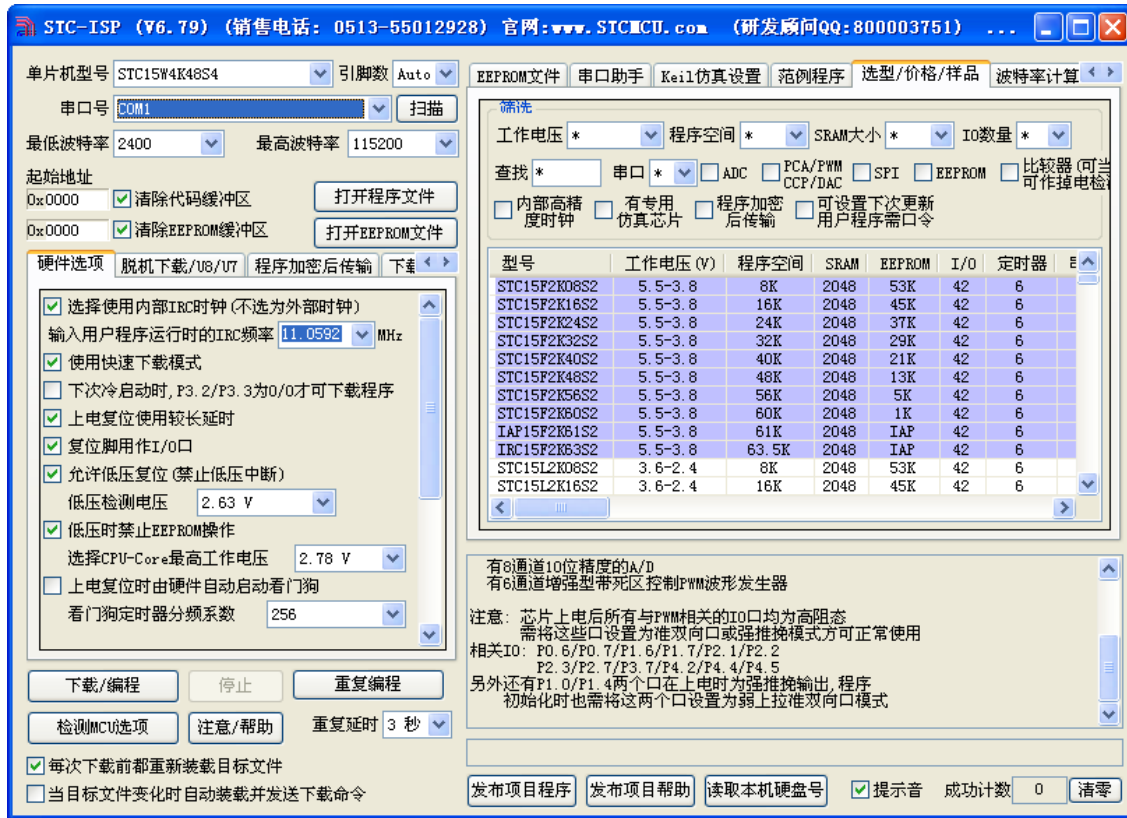 STC-ISP (V6.79) (销售电话: 0513-55012928) 官网:www.STCMCU.com (研发顾问QQ:800003751) ...
单片机型号 STC15W4K48S4 引脚数 Auto
串口号 COM1 扫描
最低波特率 2400 最高波特率 115200
起始地址
0x0000 清除代码缓冲区 打开程序文件
0x0000 清除EEPROM缓冲区 打开EEPROM文件
硬件选项 脱机下载/U8/U7 程序加密后传输 下载
选择使用内部IRC时钟(不选为外部时钟)
输入用户程序运行时的IRC频率 11.0592 MHz
使用快速下载模式
下次冷启动时,P3.2/P3.3为0/0才可下载程序
上电复位使用较长延时
复位脚用作I/O口
允许低压复位(禁止低压中断)
低压检测电压 2.63 V
低压时禁止EEPROM操作
选择CPU-Core最高工作电压 2.78 V
上电复位时由硬件自动启动看门狗
看门狗定时器分频系数 256
下载/编程 停止 重复编程
检测MCU选项 注意/帮助 重复延时 3 秒
每次下载前都重新装载目标文件
当目标文件变化时自动装载并发送下载命令
EEPROM文件 串口助手 Keil仿真设置 范例程序 选型/价格/样品 波特率计算
筛选
工作电压 * 程序空间 * SRAM大小 * IO数量 *
查找 * 串口 * ADC PCA/PWM CCP/DAC SPI EEPROM 比较器(可当 可作掉电检
内部高精度时钟 有专用仿真芯片 程序加密后传输 可设置下次更新用户程序需口令
型号 工作电压(V) 程序空间 SRAM EEPROM I/O 定时器
STC15F2K08S2 5.5-3.8 8K 2048 53K 42 6
STC15F2K16S2 5.5-3.8 16K 2048 45K 42 6
STC15F2K24S2 5.5-3.8 24K 2048 37K 42 6
STC15F2K32S2 5.5-3.8 32K 2048 29K 42 6
STC15F2K40S2 5.5-3.8 40K 2048 21K 42 6
STC15F2K48S2 5.5-3.8 48K 2048 13K 42 6
STC15F2K56S2 5.5-3.8 56K 2048 5K 42 6
STC15F2K60S2 5.5-3.8 60K 2048 1K 42 6
IAP15F2K61S2 5.5-3.8 61K 2048 IAP 42 6
IRC15F2K63S2 5.5-3.8 63.5K 2048 IAP 42 6
STC15L2K08S2 3.6-2.4 8K 2048 53K 42 6
STC15L2K16S2 3.6-2.4 16K 2048 45K 42 6
有8通道10位精度的A/D
有6通道增强型带死区控制PWM波形发生器
注意: 芯片上电后所有与PWM相关的IO口均为高阻态
需将这些口设置为准双向口或强推挽模式方可正常使用
相关IO: P0.6/P0.7/P1.6/P1.7/P2.1/P2.2
P2.3/P2.7/P3.7/P4.2/P4.4/P4.5
另外还有P1.0/P1.4两个口在上电时为强推挽输出,程序
初始化时也需将这两个口设置为弱上拉准双向口模式
发布项目程序 发布项目帮助 读取本机硬盘号 提示音 成功计数 0 清零